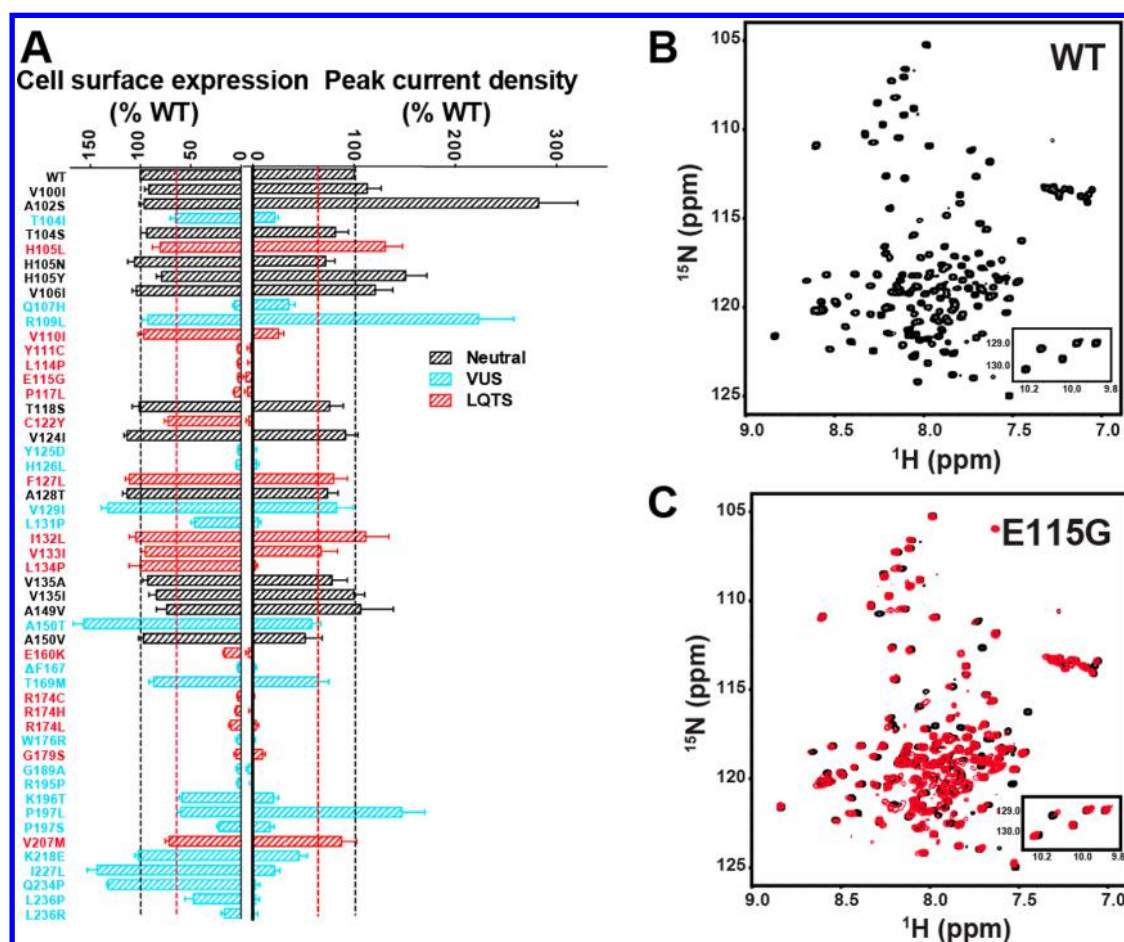 A
Cell surface expression
(% WT)
Peak current density
(% WT)
150
100
50
0
0
100
200
300
WT
V100I
A102S
T104I
T104S
H105L
H105N
H105Y
V106I
Q107H
R109L
V110I
Y111C
L114P
E115G
P117L
T118S
C122Y
V124I
Y125D
H126L
F127L
A128T
V129I
L131P
I132L
V133I
L134P
V135A
V135I
A149V
A150T
A150V
E160K
ΔF167
T169M
R174C
R174H
R174L
W176R
G179S
G189A
R195P
K196T
P197L
P197S
V207M
K218E
I227L
Q234P
L236P
L236R
Neutral
VUS
LQTS
B
WT
105
110
115
120
125
15N (ppm)
129.0
130.0
10.2
10.0
9.8
9.0
8.5
8.0
7.5
7.0
1H (ppm)
C
E115G
105
110
115
120
125
15N (ppm)
129.0
130.0
10.2
10.0
9.8
9.0
8.5
8.0
7.5
7.0
1H (ppm)